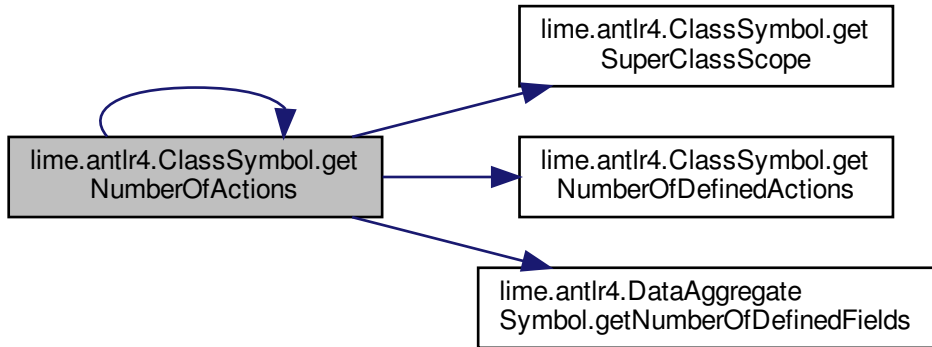 lime.antlr4.ClassSymbol.get
NumberOfActions
lime.antlr4.ClassSymbol.get
SuperClassScope
lime.antlr4.ClassSymbol.get
NumberOfDefinedActions
lime.antlr4.DataAggregate
Symbol.getNumberOfDefinedFields